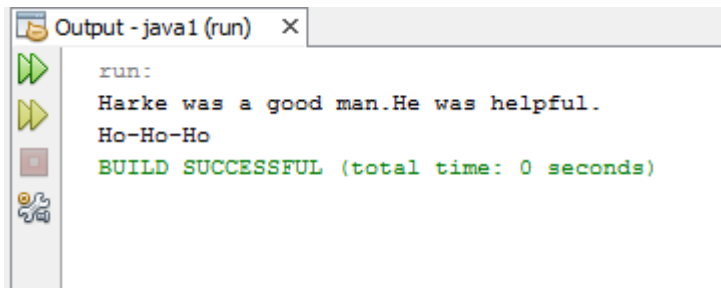 Output - java1 (run)
run:
Harke was a good man.He was helpful.
Ho-Ho-Ho
BUILD SUCCESSFUL (total time: 0 seconds)